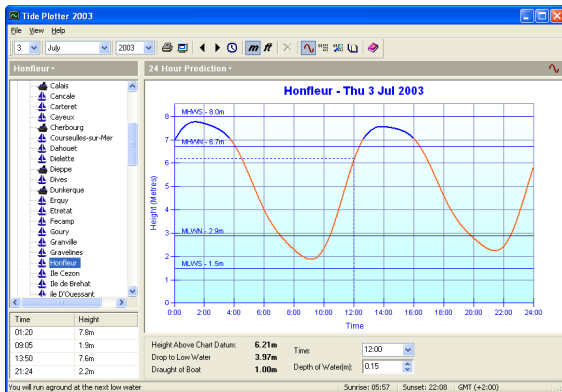 Tide Plotter 2003
File View Help
3 July 2003 m ft
Honfleur
24 Hour Prediction
Calais
Cancale
Carteret
Cayeux
Cherbourg
Courseulles-sur-Mer
Dahouet
Dielette
Dieppe
Dives
Dunkerque
Erquy
Etretat
Fecamp
Goury
Granville
Gravelines
Honfleur
Ile Cezon
Ile de Brehat
ile D'Ouessant
Time Height
01:20 7.8m
09:05 1.9m
13:50 7.6m
21:24 2.2m
Honfleur - Thu 3 Jul 2003
Height (Metres)
8
7
6
5
4
3
2
1
0
MHWS - 8.0m
MHWN - 6.7m
MLWN - 2.9m
MLWS - 1.5m
0:00 2:00 4:00 6:00 8:00 10:00 12:00 14:00 16:00 18:00 20:00 22:00 24:00
Time
Height Above Chart Datum: 6.21m
Drop to Low Water 3.97m
Draught of Boat 1.00m
Time: 12:00
Depth of Water(m): 0.15
You will run aground at the next low water
Sunrise: 05:57 Sunset: 22:08 GMT (+2:00)